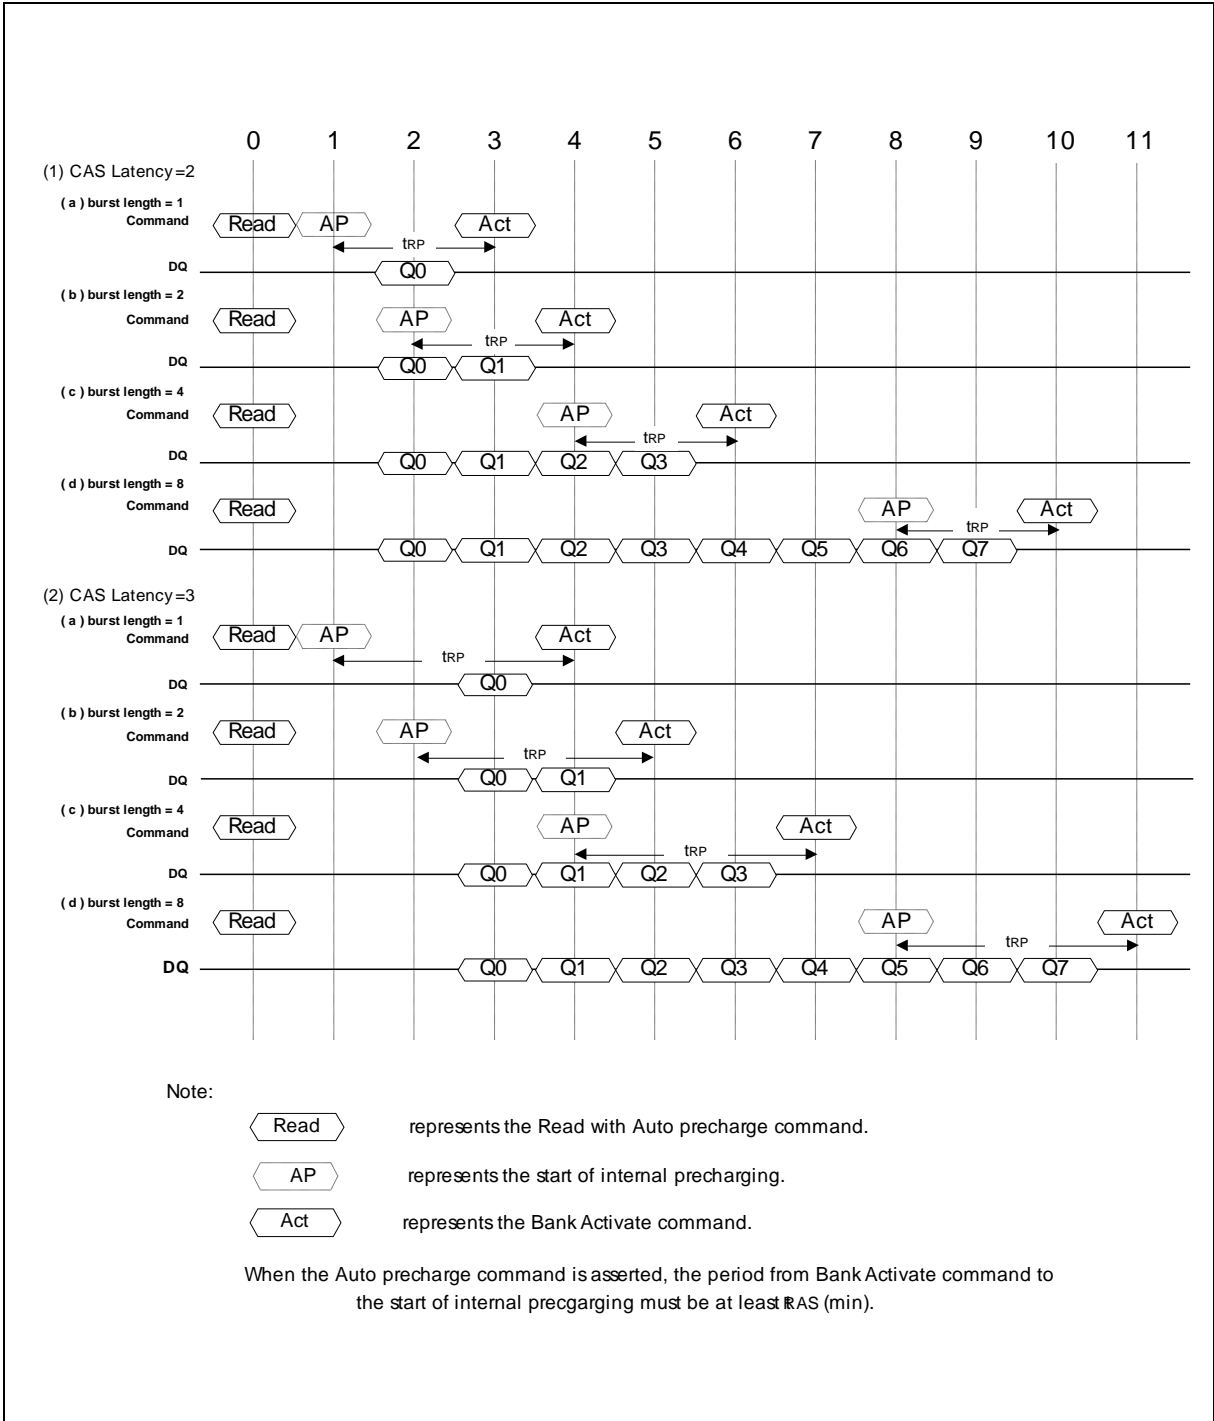 0 1 2 3 4 5 6 7 8 9 10 11
(1) CAS Latency=2
( a ) burst length = 1
Command Read AP Act
tRP
DQ Q0
( b ) burst length = 2
Command Read AP Act
tRP
DQ Q0 Q1
( c ) burst length = 4
Command Read AP Act
tRP
DQ Q0 Q1 Q2 Q3
( d ) burst length = 8
Command Read AP Act
tRP
DQ Q0 Q1 Q2 Q3 Q4 Q5 Q6 Q7
(2) CAS Latency=3
( a ) burst length = 1
Command Read AP Act
tRP
DQ Q0
( b ) burst length = 2
Command Read AP Act
tRP
DQ Q0 Q1
( c ) burst length = 4
Command Read AP Act
tRP
DQ Q0 Q1 Q2 Q3
( d ) burst length = 8
Command Read AP Act
tRP
DQ Q0 Q1 Q2 Q3 Q4 Q5 Q6 Q7
Note:
Read represents the Read with Auto precharge command.
AP represents the start of internal precharging.
Act represents the Bank Activate command.
When the Auto precharge command is asserted, the period from Bank Activate command to
the start of internal precgarging must be at least tRAS (min).